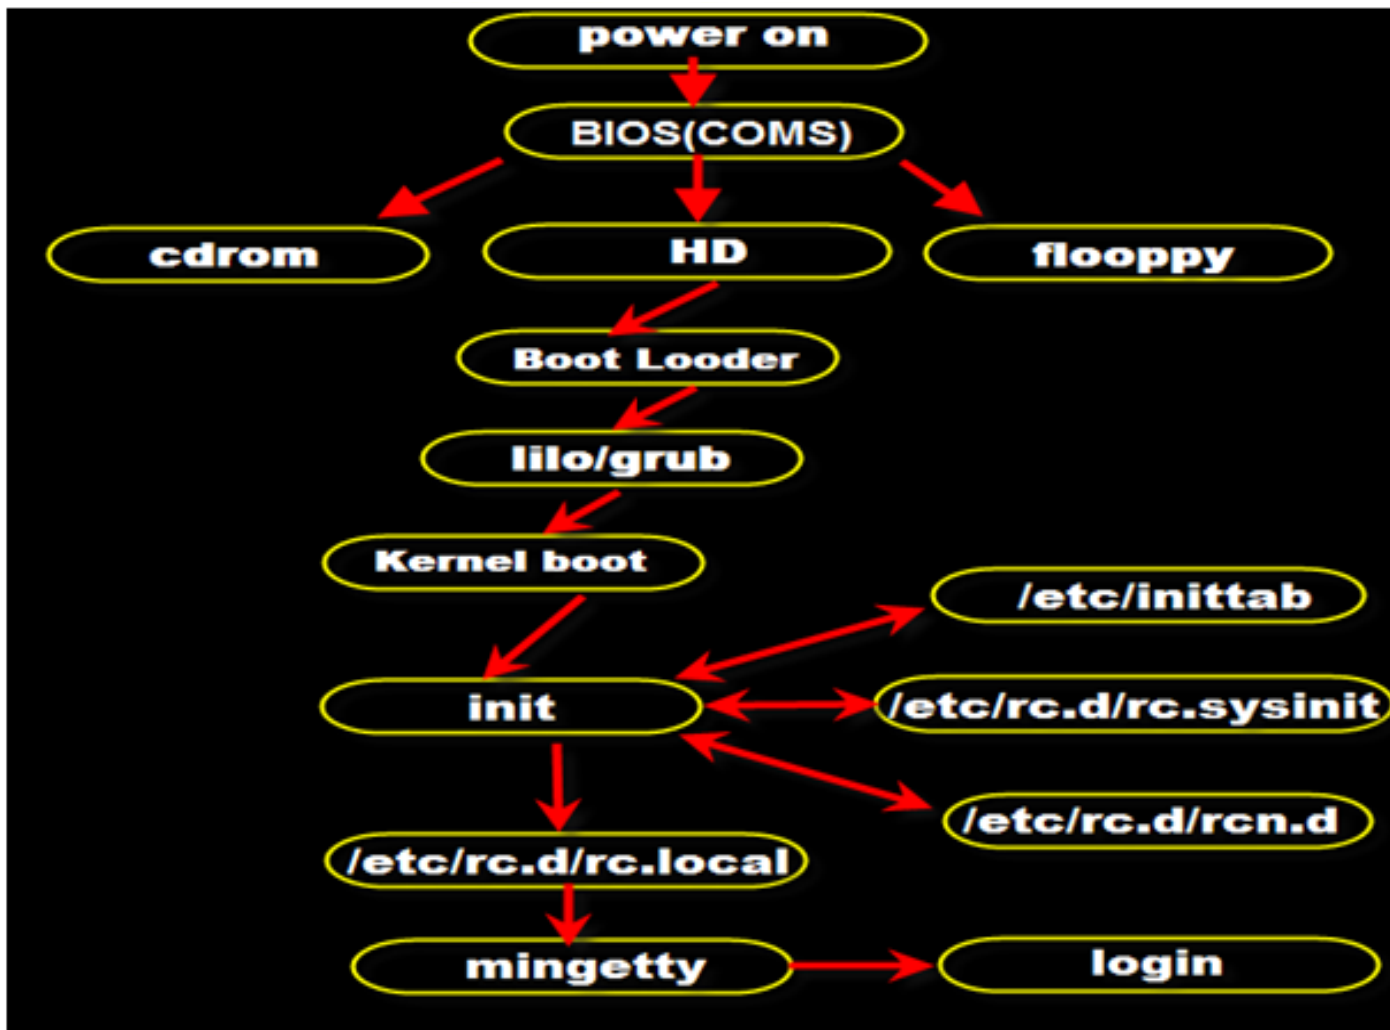 power on
BIOS(COMS)
cdrom
HD
flooppy
Boot Looder
lilo/grub
Kernel boot
/etc/inittab
init
/etc/rc.d/rc.sysinit
/etc/rc.d/rcn.d
/etc/rc.d/rc.local
mingetty
login